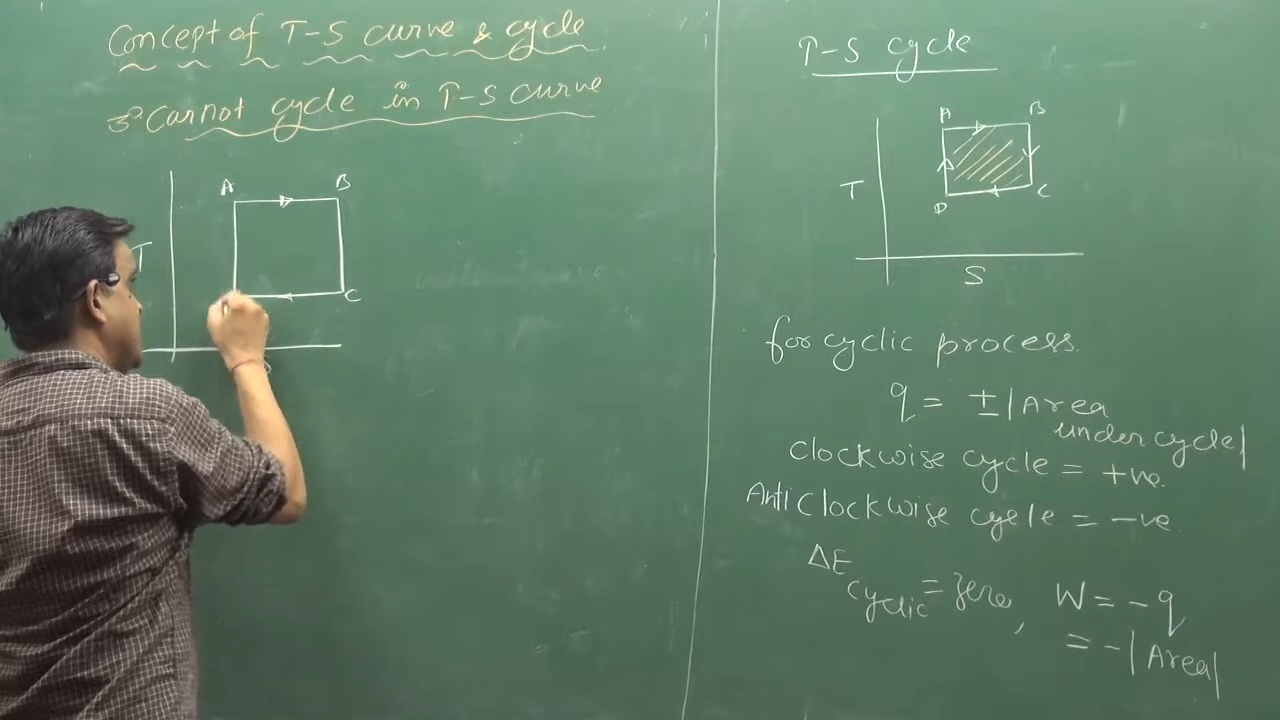 Concept of T-S curve & cycle
Carnot cycle in T-S curve
A B
T
C
T-S cycle
A B
T
D C
S
for cyclic process.
q = ± |Area under cycle|
clockwise cycle = +ve.
Anticlockwise cycle = -ve.
ΔE cyclic = zero, W = -q
= -|Area|